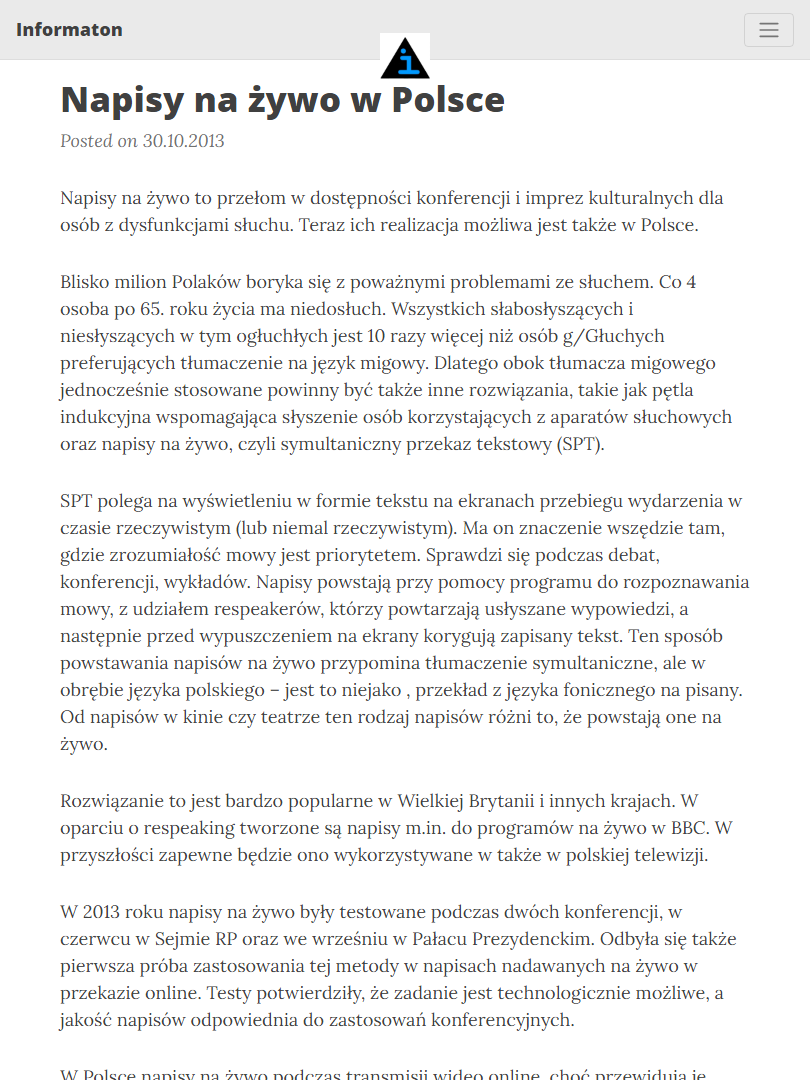 Informaton
i
Napisy na żywo w Polsce
Posted on 30.10.2013
Napisy na żywo to przełom w dostępności konferencji i imprez kulturalnych dla
osób z dysfunkcjami słuchu. Teraz ich realizacja możliwa jest także w Polsce.
Blisko milion Polaków boryka się z poważnymi problemami ze słuchem. Co 4
osoba po 65. roku życia ma niedosłuch. Wszystkich słabosłyszących i
niesłyszących w tym ogłuchłych jest 10 razy więcej niż osób g/Głuchych
preferujących tłumaczenie na język migowy. Dlatego obok tłumacza migowego
jednocześnie stosowane powinny być także inne rozwiązania, takie jak pętla
indukcyjna wspomagająca słyszenie osób korzystających z aparatów słuchowych
oraz napisy na żywo, czyli symultaniczny przekaz tekstowy (SPT).
SPT polega na wyświetleniu w formie tekstu na ekranach przebiegu wydarzenia w
czasie rzeczywistym (lub niemal rzeczywistym). Ma on znaczenie wszędzie tam,
gdzie zrozumiałość mowy jest priorytetem. Sprawdzi się podczas debat,
konferencji, wykładów. Napisy powstają przy pomocy programu do rozpoznawania
mowy, z udziałem respeakerów, którzy powtarzają usłyszane wypowiedzi, a
następnie przed wypuszczeniem na ekrany korygują zapisany tekst. Ten sposób
powstawania napisów na żywo przypomina tłumaczenie symultaniczne, ale w
obrębie języka polskiego – jest to niejako , przekład z języka fonicznego na pisany.
Od napisów w kinie czy teatrze ten rodzaj napisów różni to, że powstają one na
żywo.
Rozwiązanie to jest bardzo popularne w Wielkiej Brytanii i innych krajach. W
oparciu o respeaking tworzone są napisy m.in. do programów na żywo w BBC. W
przyszłości zapewne będzie ono wykorzystywane w także w polskiej telewizji.
W 2013 roku napisy na żywo były testowane podczas dwóch konferencji, w
czerwcu w Sejmie RP oraz we wrześniu w Pałacu Prezydenckim. Odbyła się także
pierwsza próba zastosowania tej metody w napisach nadawanych na żywo w
przekazie online. Testy potwierdziły, że zadanie jest technologicznie możliwe, a
jakość napisów odpowiednia do zastosowań konferencyjnych.
W Polsce napisy na żywo podczas transmisji wideo online, choć przewidują je